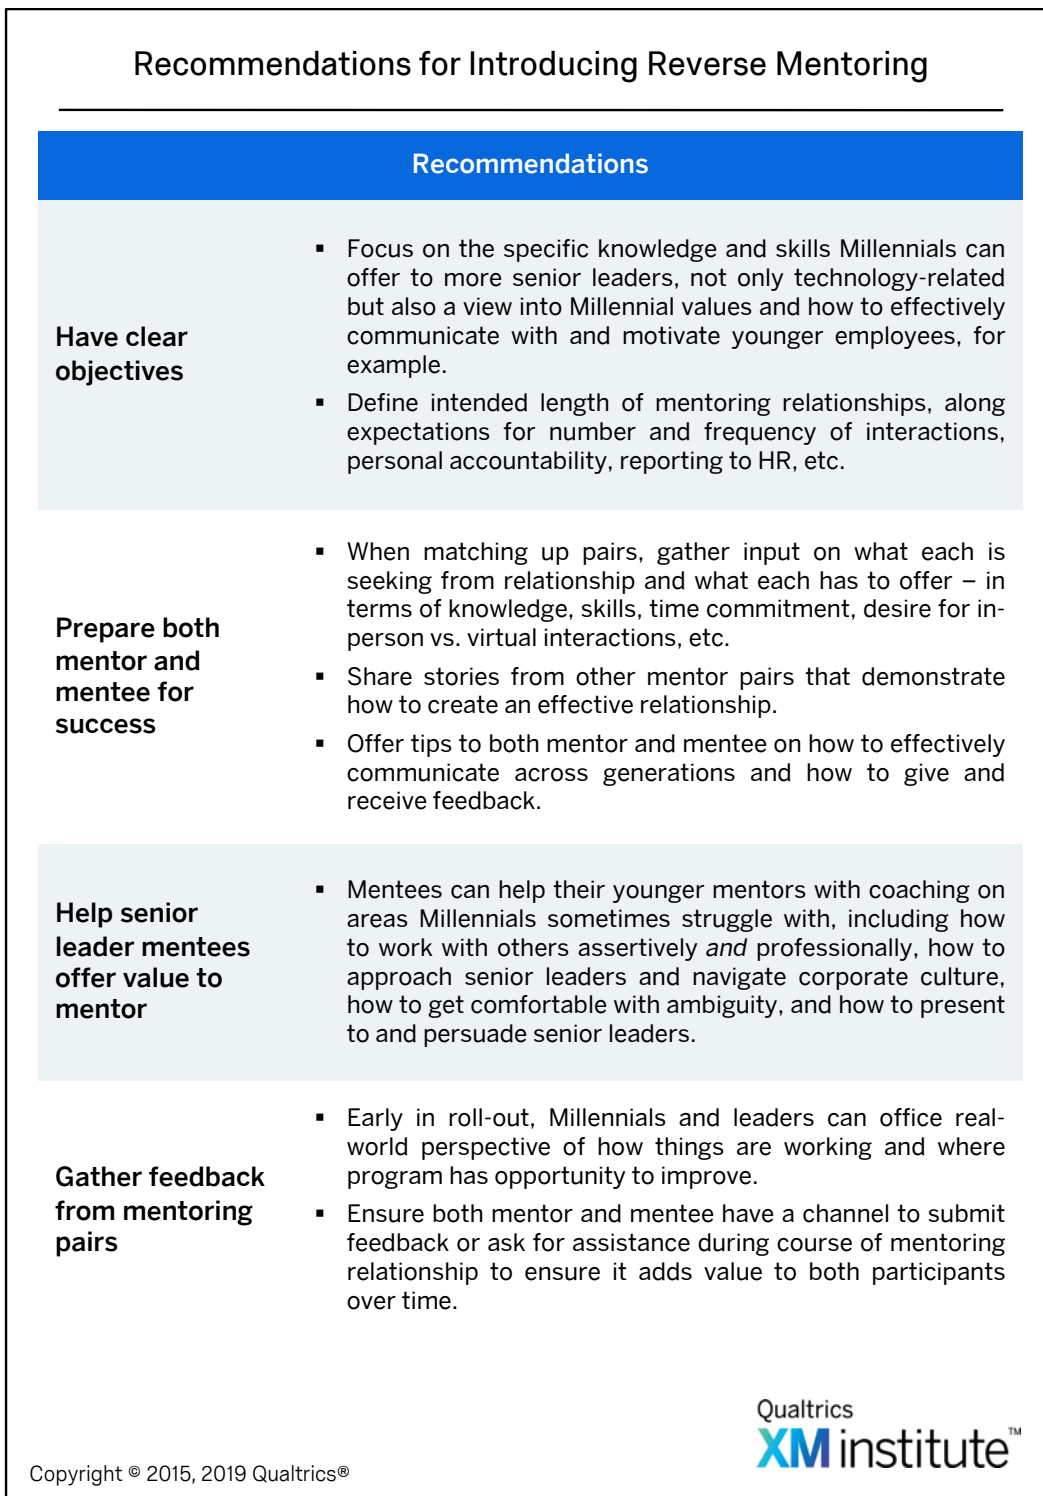 Recommendations for Introducing Reverse Mentoring
Recommendations
Have clear
objectives
▪ Focus on the specific knowledge and skills Millennials can
offer to more senior leaders, not only technology-related
but also a view into Millennial values and how to effectively
communicate with and motivate younger employees, for
example.
▪ Define intended length of mentoring relationships, along
expectations for number and frequency of interactions,
personal accountability, reporting to HR, etc.
Prepare both
mentor and
mentee for
success
▪ When matching up pairs, gather input on what each is
seeking from relationship and what each has to offer – in
terms of knowledge, skills, time commitment, desire for in-
person vs. virtual interactions, etc.
▪ Share stories from other mentor pairs that demonstrate
how to create an effective relationship.
▪ Offer tips to both mentor and mentee on how to effectively
communicate across generations and how to give and
receive feedback.
Help senior
leader mentees
offer value to
mentor
▪ Mentees can help their younger mentors with coaching on
areas Millennials sometimes struggle with, including how
to work with others assertively and professionally, how to
approach senior leaders and navigate corporate culture,
how to get comfortable with ambiguity, and how to present
to and persuade senior leaders.
Gather feedback
from mentoring
pairs
▪ Early in roll-out, Millennials and leaders can office real-
world perspective of how things are working and where
program has opportunity to improve.
▪ Ensure both mentor and mentee have a channel to submit
feedback or ask for assistance during course of mentoring
relationship to ensure it adds value to both participants
over time.
Qualtrics
XM institute™
Copyright © 2015, 2019 Qualtrics®